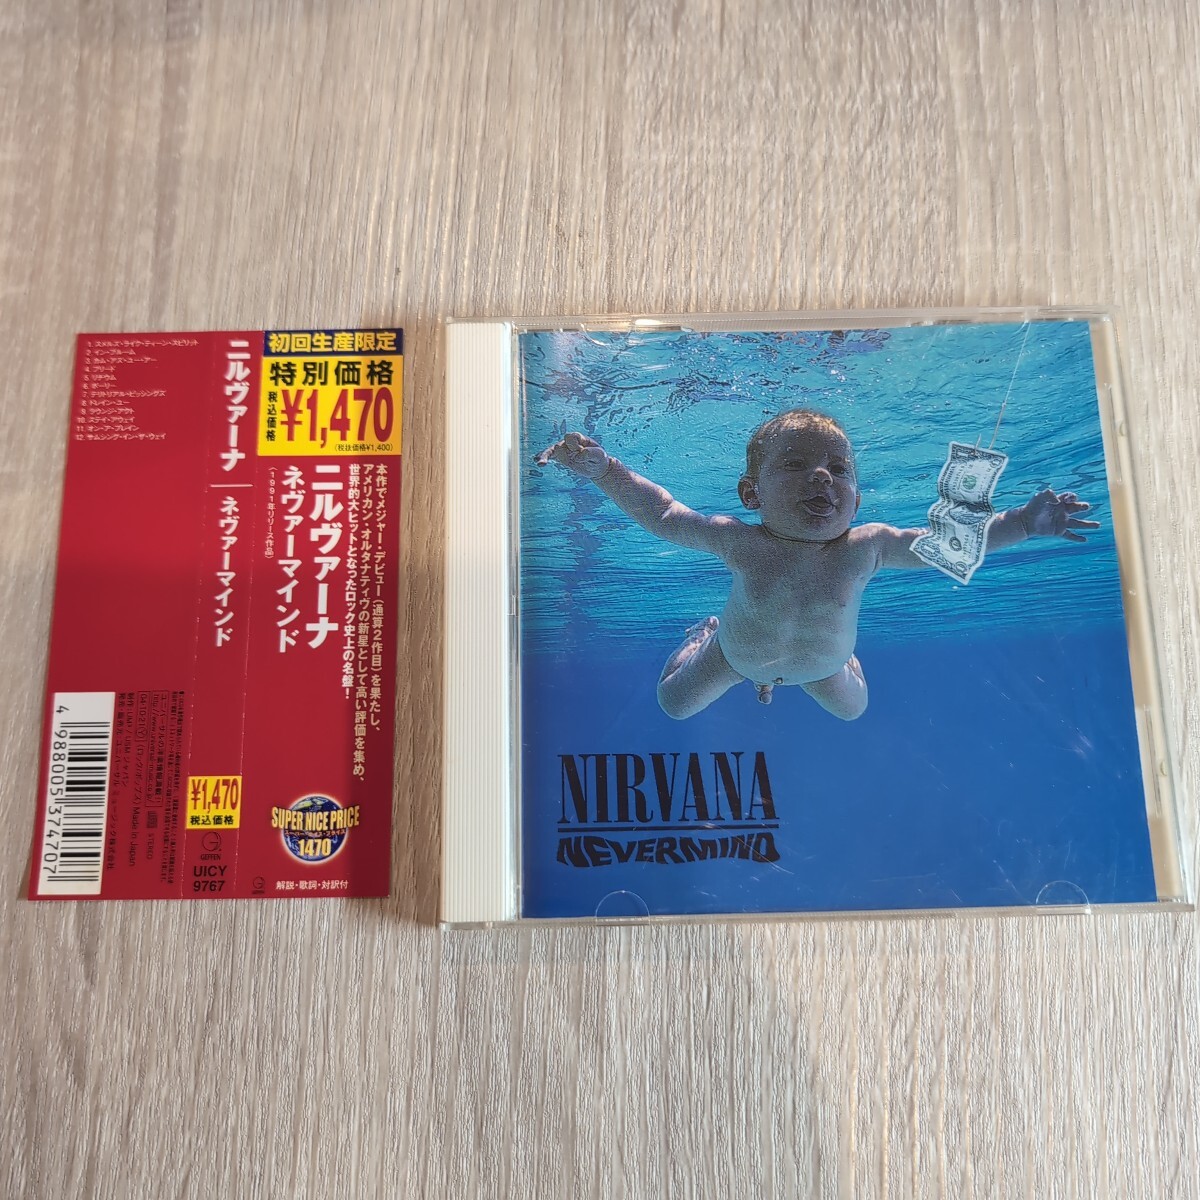 1. スメルズ・ライク・ティーン・スピリット
2. イン・ブルーム
3. カム・アズ・ユー・アー
4. ブリード
5. リチウム
6. ポーリー
7. テリトリアル・ピッシングス
8. ドレイン・ユー
9. ラウンジ・アクト
10. ステイ・アウェイ
11. オン・ア・プレイン
12. サムシング・イン・ザ・ウェイ
4 988005 374707
STEREO
Made in Japan
ニルヴァーナ
ネヴァーマインド
¥1,470
税込価格
GEFFEN
UICY
9767
初回生産限定
特別価格
税込価格
¥1,470
(税抜価格¥1,400)
本作でメジャー・デビュー(通算2作目)を果たし、
アメリカン・オルタナティヴの新星として高い評価を集め、
世界的大ヒットとなったロック史上の名盤!
ニルヴァーナ
ネヴァーマインド
(1991年リリース作品)
SUPER NICE PRICE
スーパー・ナイス・プライス
1470
解説・歌詞・対訳付
NIRVANA
NEVERMIND